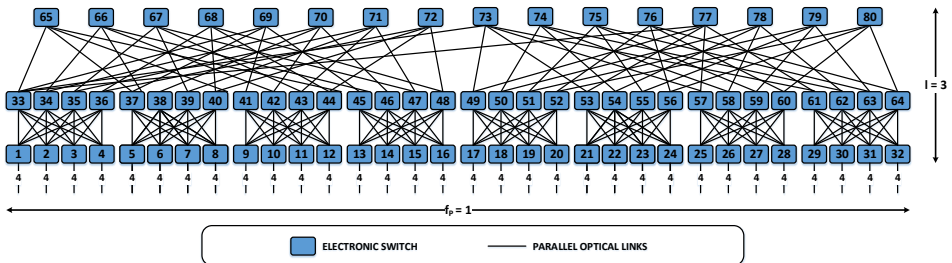 65 66 67 68 69 70 71 72 73 74 75 76 77 78 79 80
l = 3
33 34 35 36 37 38 39 40 41 42 43 44 45 46 47 48 49 50 51 52 53 54 55 56 57 58 59 60 61 62 63 64
1 2 3 4 5 6 7 8 9 10 11 12 13 14 15 16 17 18 19 20 21 22 23 24 25 26 27 28 29 30 31 32
4 4 4 4 4 4 4 4 4 4 4 4 4 4 4 4 4 4 4 4 4 4 4 4 4 4 4 4 4 4 4 4
fP = 1
ELECTRONIC SWITCH PARALLEL OPTICAL LINKS